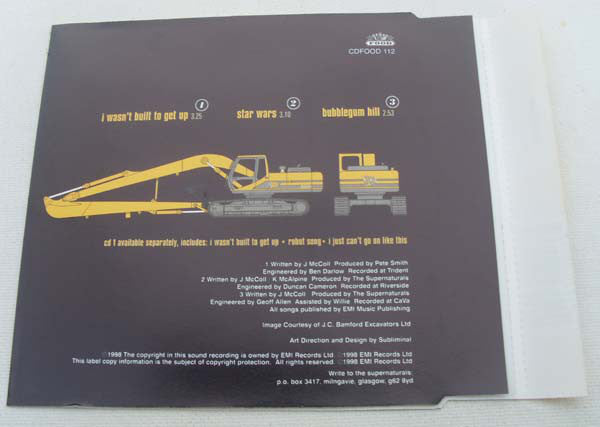 FOOD
CDFOOD 112
1 2 3
i wasn't built to get up 3.25 star wars 3.10 bubblegum hill 2.53
cd 1 available separately, includes: i wasn't built to get up • robot song • i just can't go on like this
1 Written by J McColl Produced by Pete Smith
Engineered by Ben Darlow Recorded at Trident
2 Written by J McColl · K McAlpine Produced by The Supernaturals
Engineered by Duncan Cameron Recorded at Riverside
3 Written by J McColl Produced by The Supernaturals
Engineered by Geoff Allen Assisted by Willie Recorded at CaVa
All songs published by EMI Music Publishing
Image Courtesy of J.C. Bamford Excavators Ltd
Art Direction and Design by Subliminal
℗1998 The copyright in this sound recording is owned by EMI Records Ltd ©1998 EMI Records Ltd
This label copy information is the subject of copyright protection. All rights reserved. ©1998 EMI Records Ltd
Write to the supernaturals:
p.o. box 3417, milngavie, glasgow, g62 8yd